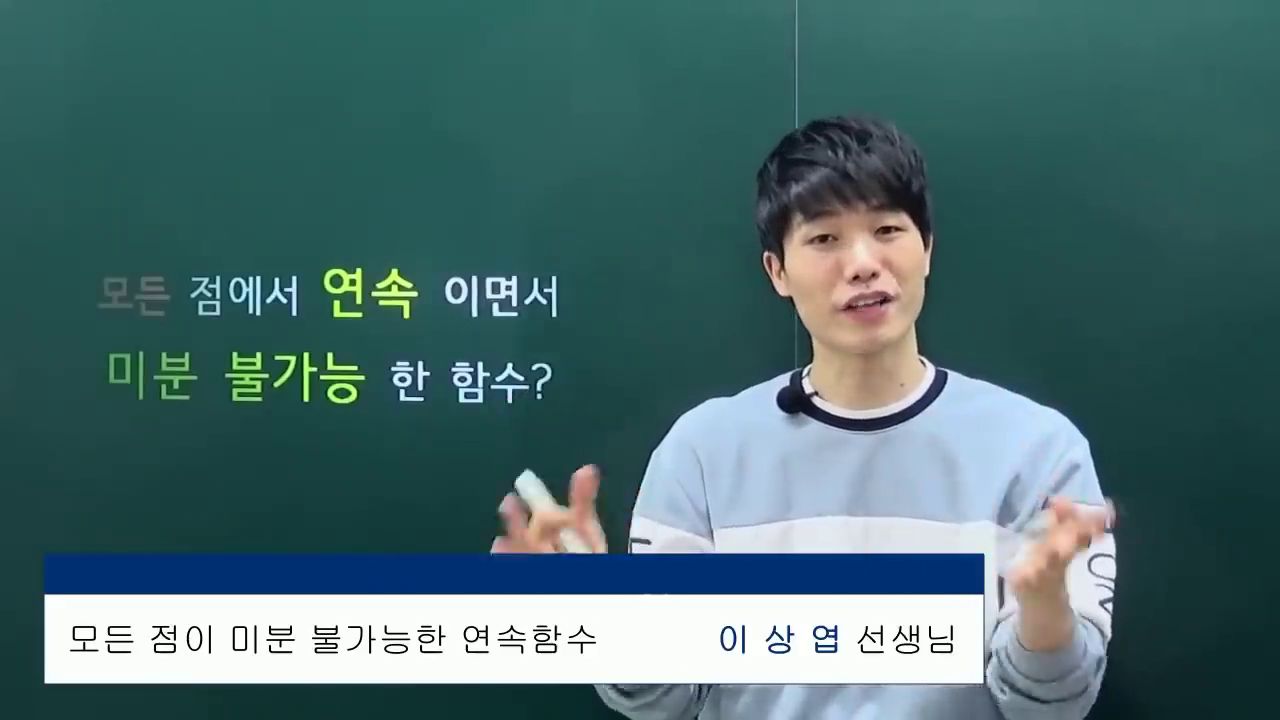 모든 점에서 연속 이면서
미분 불가능 한 함수?
모든 점이 미분 불가능한 연속함수
이 상 엽 선생님